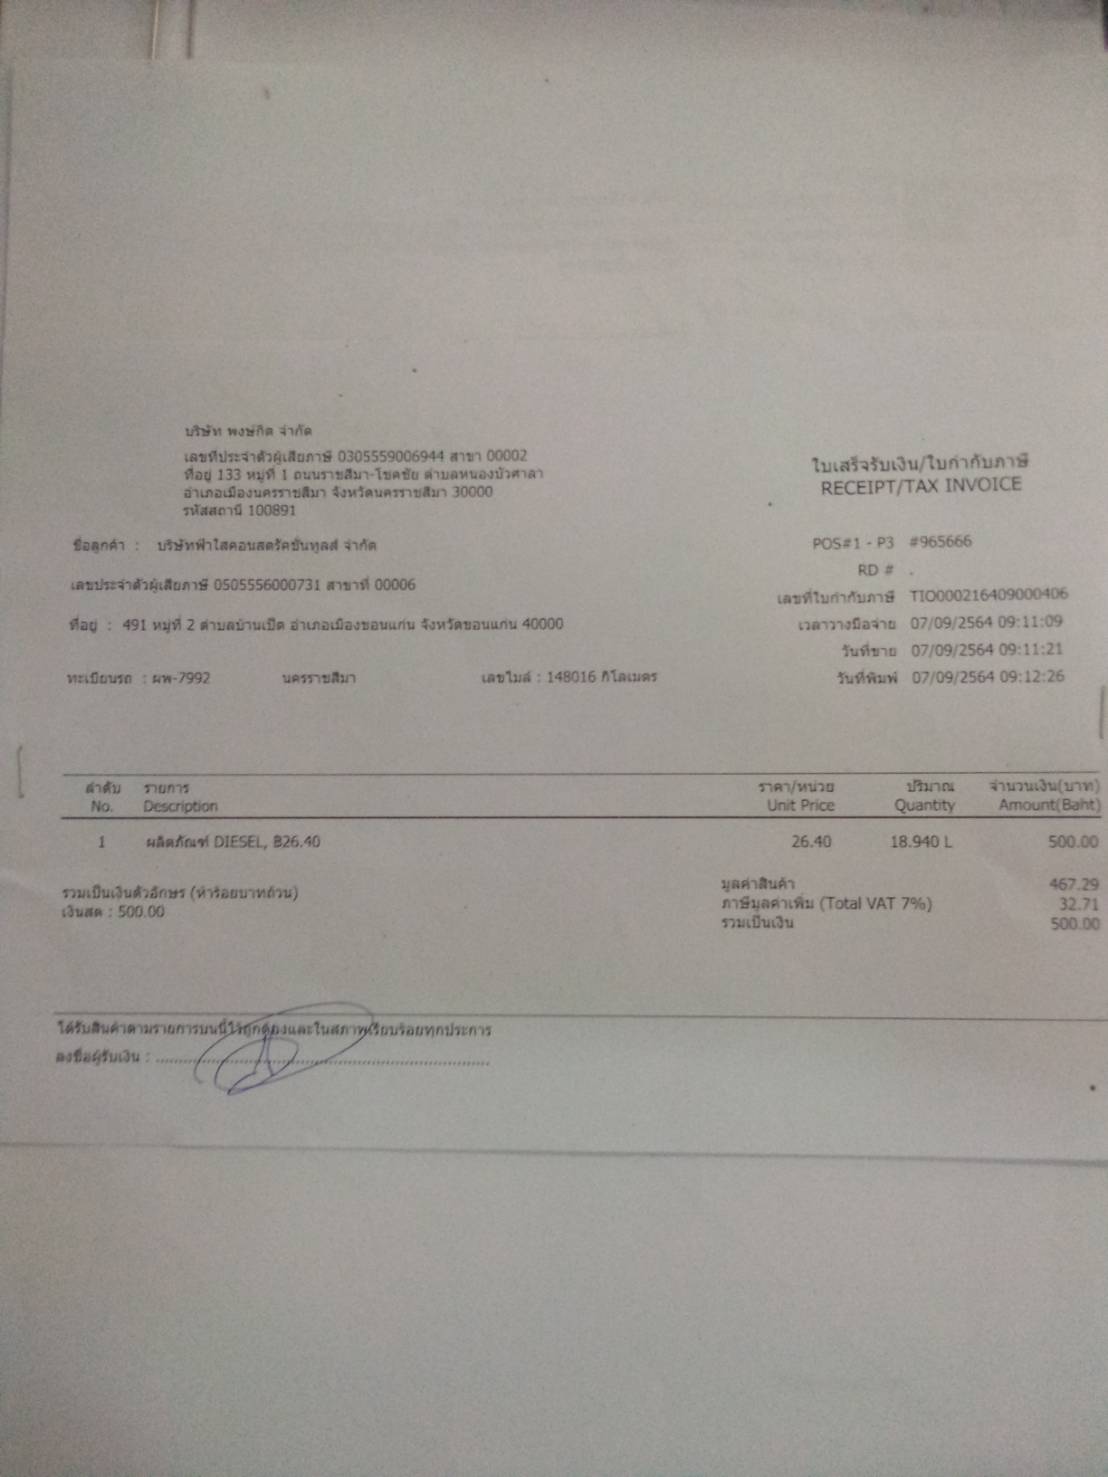 บริษัท พงษ์กิต จำกัด
เลขที่ประจำตัวผู้เสียภาษี 0305559006944 สาขา 00002
ที่อยู่ 133 หมู่ที่ 1 ถนนราชสีมา-โชคชัย ตำบลหนองบัวศาลา
อำเภอเมืองนครราชสีมา จังหวัดนครราชสีมา 30000
รหัสสถานี 100891
ใบเสร็จรับเงิน/ใบกำกับภาษี
RECEIPT/TAX INVOICE
ชื่อลูกค้า : บริษัทฟ้าใสคอนสตรัคชั่นทูลส์ จำกัด
เลขประจำตัวผู้เสียภาษี 0505556000731 สาขาที่ 00006
ที่อยู่ : 491 หมู่ที่ 2 ตำบลบ้านเป็ด อำเภอเมืองขอนแก่น จังหวัดขอนแก่น 40000
ทะเบียนรถ : ผพ-7992 นครราชสีมา เลขไมล์ : 148016 กิโลเมตร
POS#1 - P3 #965666
RD # .
เลขที่ใบกำกับภาษี TIO000216409000406
เวลาวางมือจ่าย 07/09/2564 09:11:09
วันที่ขาย 07/09/2564 09:11:21
วันที่พิมพ์ 07/09/2564 09:12:26
ลำดับ รายการ ราคา/หน่วย ปริมาณ จำนวนเงิน(บาท)
No. Description Unit Price Quantity Amount(Baht)
1 ผลิตภัณฑ์ DIESEL, ฿26.40 26.40 18.940 L 500.00
รวมเป็นเงินตัวอักษร (ห้าร้อยบาทถ้วน)
เงินสด : 500.00
มูลค่าสินค้า 467.29
ภาษีมูลค่าเพิ่ม (Total VAT 7%) 32.71
รวมเป็นเงิน 500.00
ได้รับสินค้าตามรายการบนนี้ไว้ถูกต้องและในสภาพเรียบร้อยทุกประการ
ลงชื่อผู้รับเงิน :